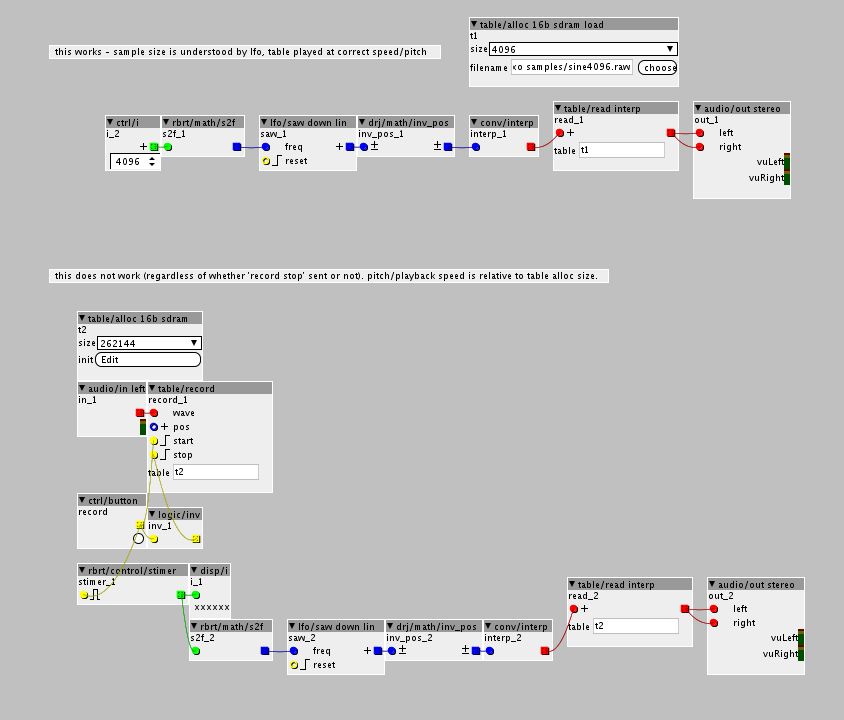 table/alloc 16b sdram load
t1
size 4096
filename xo samples/sine4096.raw choose
this works - sample size is understood by lfo, table played at correct speed/pitch
ctrl/i
i_2
+
4096
rbrt/math/s2f
s2f_1
lfo/saw down lin
saw_1
freq +
reset
drj/math/inv_pos
inv_pos_1
± ±
conv/interp
interp_1
table/read interp
read_1
+
table t1
audio/out stereo
out_1
left
right
vuLeft
vuRight
this does not work (regardless of whether 'record stop' sent or not). pitch/playback speed is relative to table alloc size.
table/alloc 16b sdram
t2
size 262144
init Edit
audio/in left
in_1
table/record
record_1
wave
+ pos
start
stop
table t2
ctrl/button
record
logic/inv
inv_1
rbrt/control/stimer
stimer_1
disp/i
i_1
xxxxxx
rbrt/math/s2f
s2f_2
lfo/saw down lin
saw_2
freq +
reset
drj/math/inv_pos
inv_pos_2
± ±
conv/interp
interp_2
table/read interp
read_2
+
table t2
audio/out stereo
out_2
left
right
vuLeft
vuRight